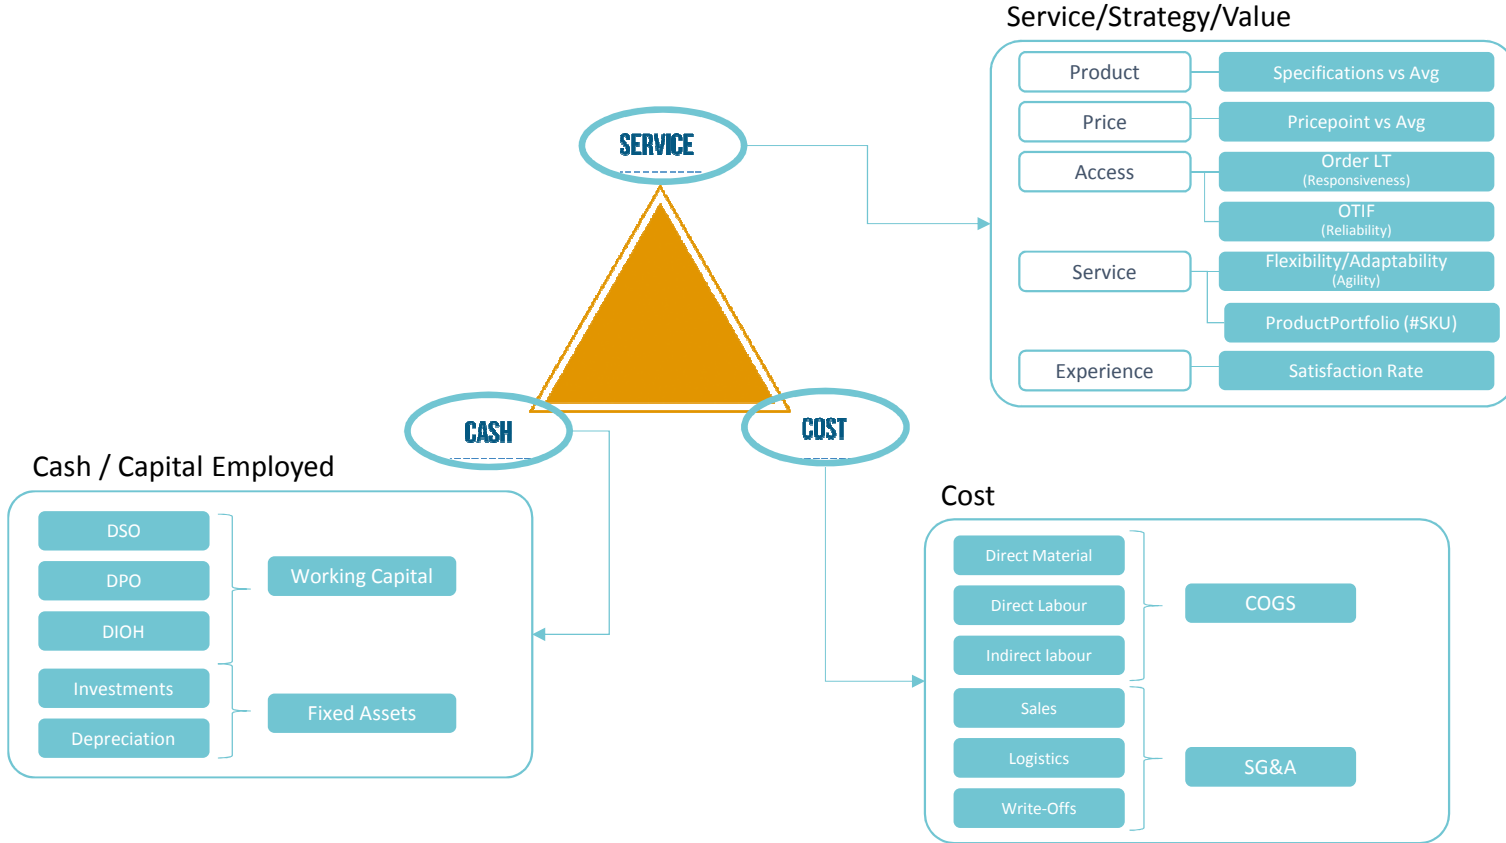 Service/Strategy/Value
Product
Specifications vs Avg
Price
Pricepoint vs Avg
Access
Order LT
(Responsiveness)
OTIF
(Reliability)
Service
Flexibility/Adaptability
(Agility)
ProductPortfolio (#SKU)
Experience
Satisfaction Rate
SERVICE
CASH
COST
Cash / Capital Employed
DSO
DPO
DIOH
Working Capital
Investments
Depreciation
Fixed Assets
Cost
Direct Material
Direct Labour
Indirect labour
COGS
Sales
Logistics
Write-Offs
SG&A